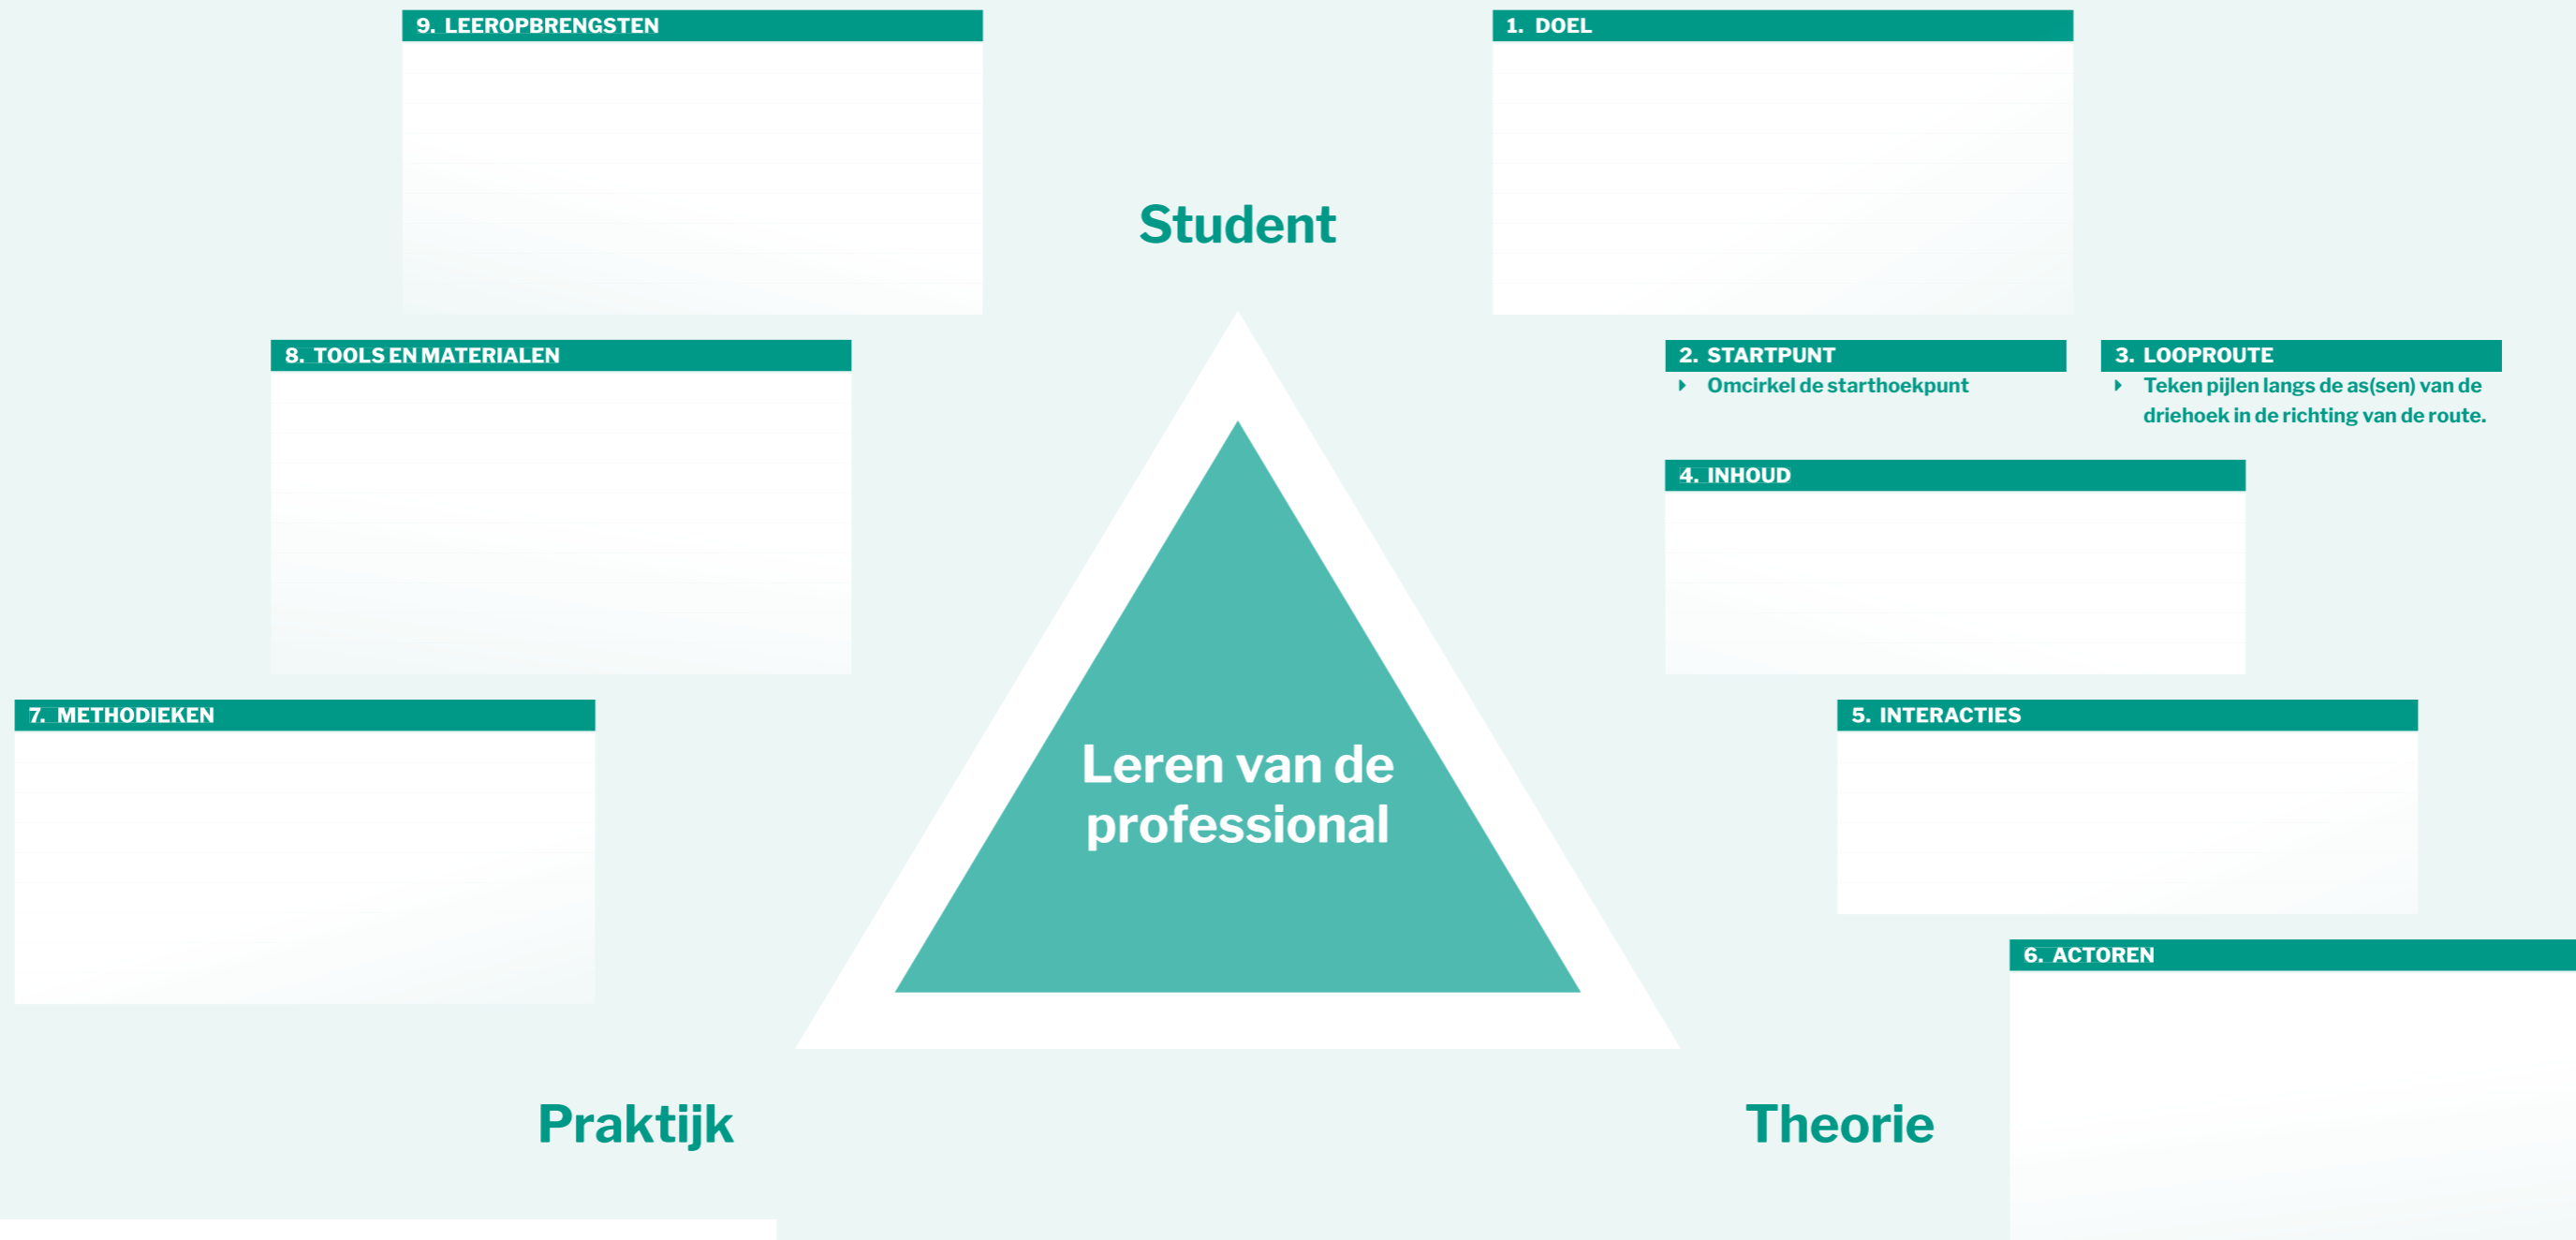 9. LEEROPBRENGSTEN
1. DOEL
Student
8. TOOLS EN MATERIALEN
2. STARTPUNT
Omcirkel de starthoekpunt
3. LOOPROUTE
Teken pijlen langs de as(sen) van de
driehoek in de richting van de route.
4. INHOUD
7. METHODIEKEN
5. INTERACTIES
Leren van de
professional
6. ACTOREN
Praktijk
Theorie